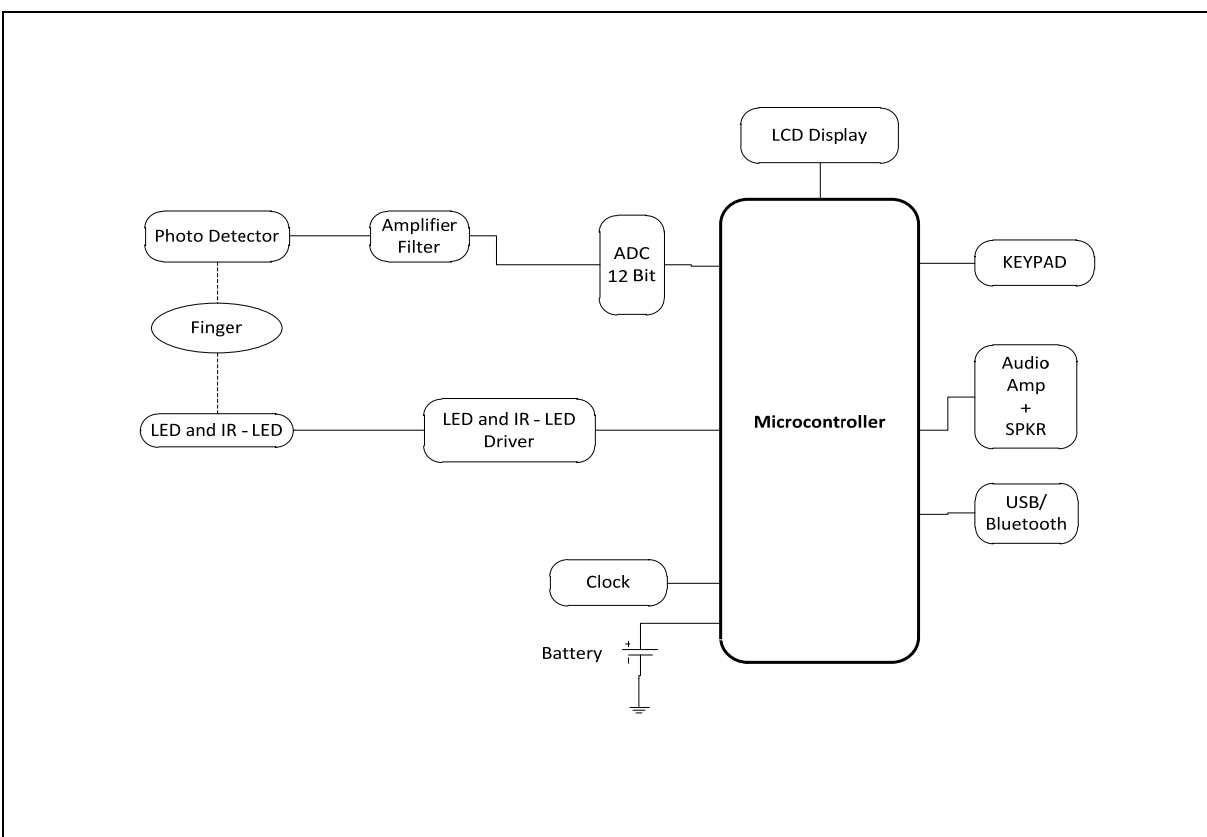 LCD Display
Photo Detector
Amplifier
Filter
ADC
12 Bit
KEYPAD
Finger
Audio
Amp
+
SPKR
LED and IR - LED
LED and IR - LED
Driver
Microcontroller
USB/
Bluetooth
Clock
Battery
+
-